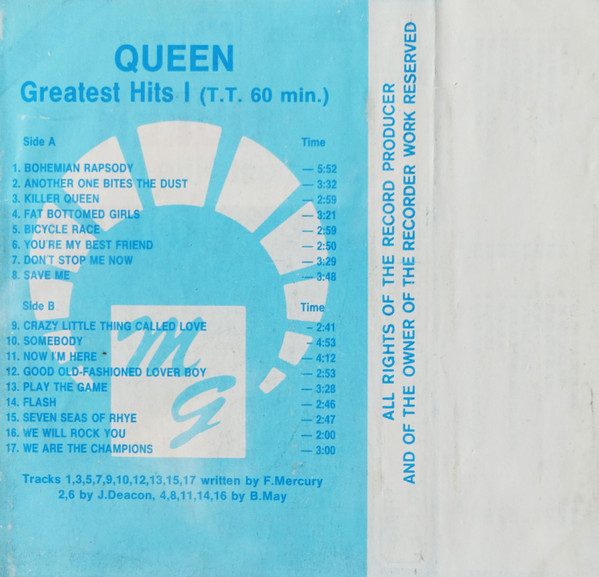 QUEEN
Greatest Hits I (T.T. 60 min.)
Side A Time
1. BOHEMIAN RAPSODY — 5:52
2. ANOTHER ONE BITES THE DUST — 3:32
3. KILLER QUEEN — 2:59
4. FAT BOTTOMED GIRLS — 3:21
5. BICYCLE RACE — 2:59
6. YOU'RE MY BEST FRIEND — 2:50
7. DON'T STOP ME NOW — 3:29
8. SAVE ME — 3:48
Side B Time
9. CRAZY LITTLE THING CALLED LOVE — 2:41
10. SOMEBODY — 4:53
11. NOW I'M HERE — 4:12
12. GOOD OLD-FASHIONED LOVER BOY — 2:53
13. PLAY THE GAME — 3:28
14. FLASH — 2:46
15. SEVEN SEAS OF RHYE — 2:47
16. WE WILL ROCK YOU — 2:00
17. WE ARE THE CHAMPIONS — 3:00
MG
Tracks 1,3,5,7,9,10,12,13,15,17 written by F.Mercury
2,6 by J.Deacon, 4,8,11,14,16 by B.May
ALL RIGHTS OF THE RECORD PRODUCER
AND OF THE OWNER OF THE RECORDER WORK RESERVED